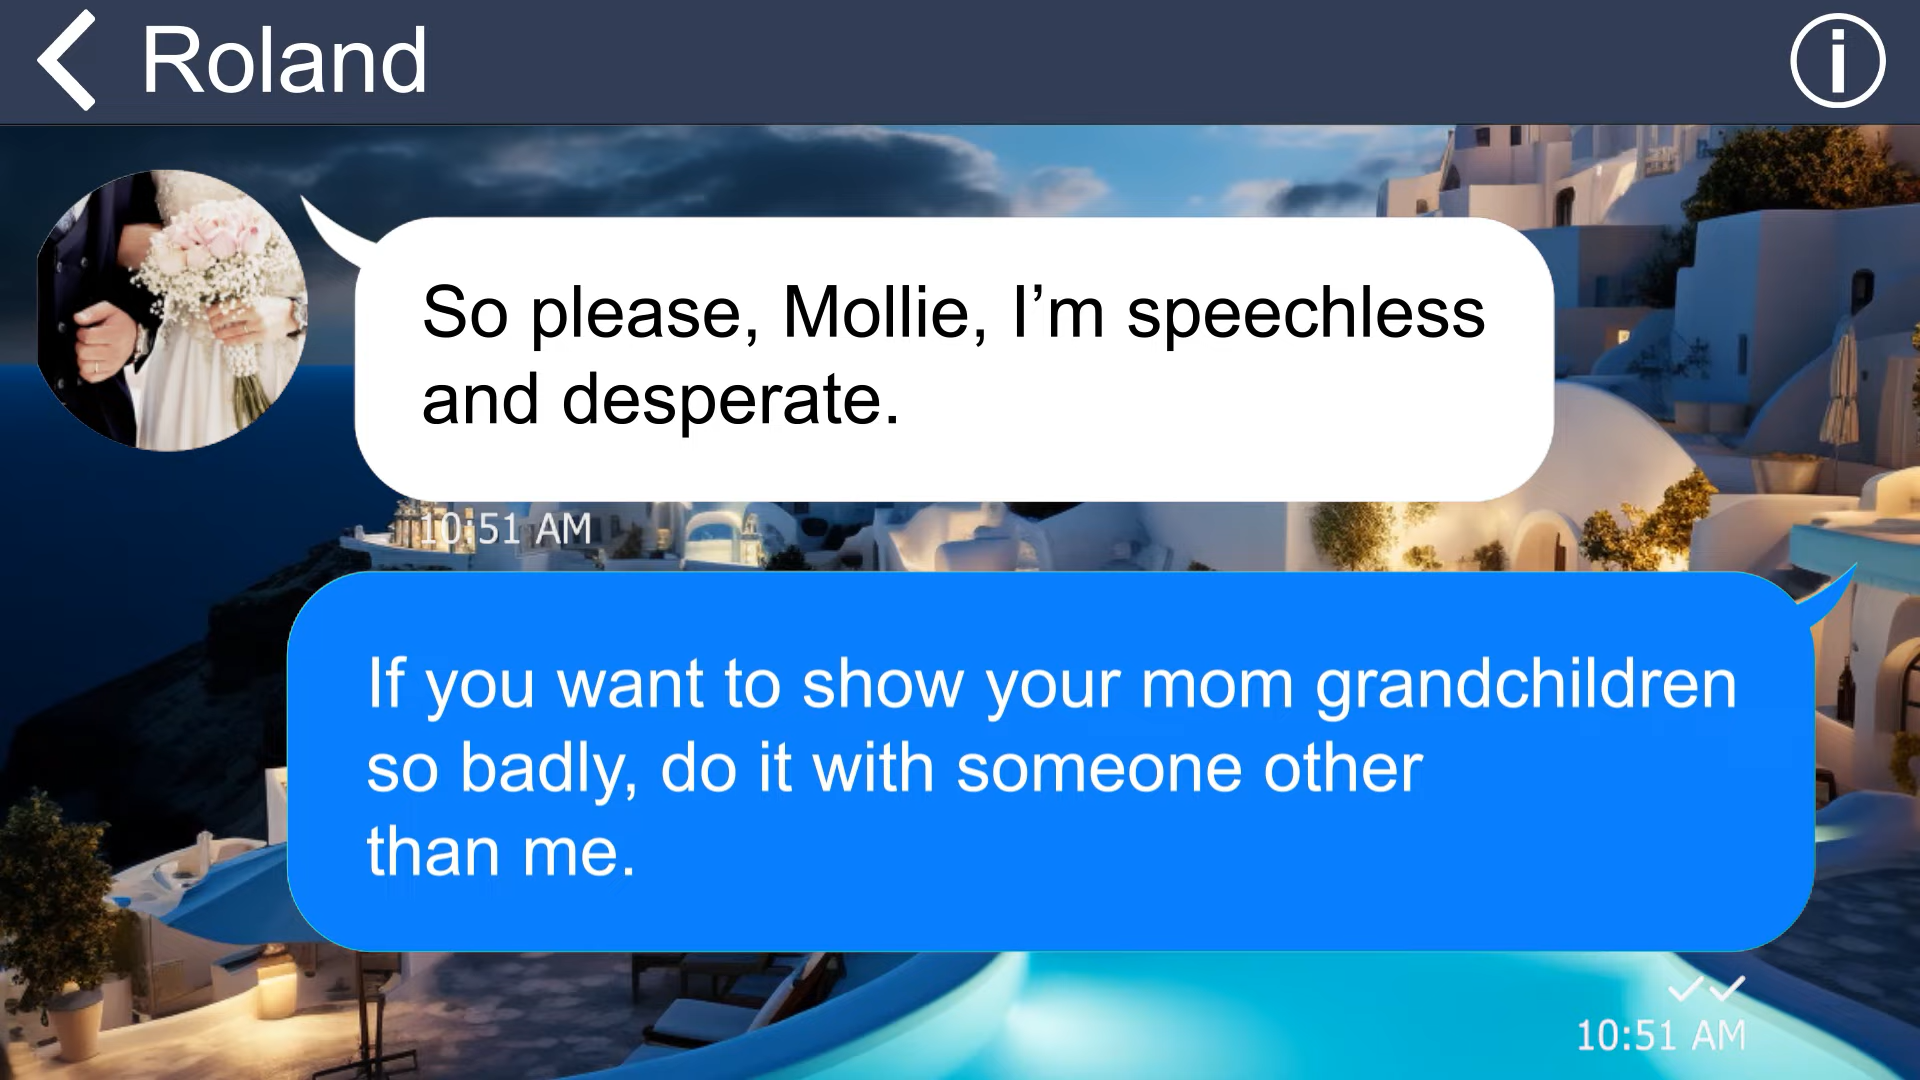 Roland
So please, Mollie, I’m speechless
and desperate.
10:51 AM
If you want to show your mom grandchildren
so badly, do it with someone other
than me.
10:51 AM